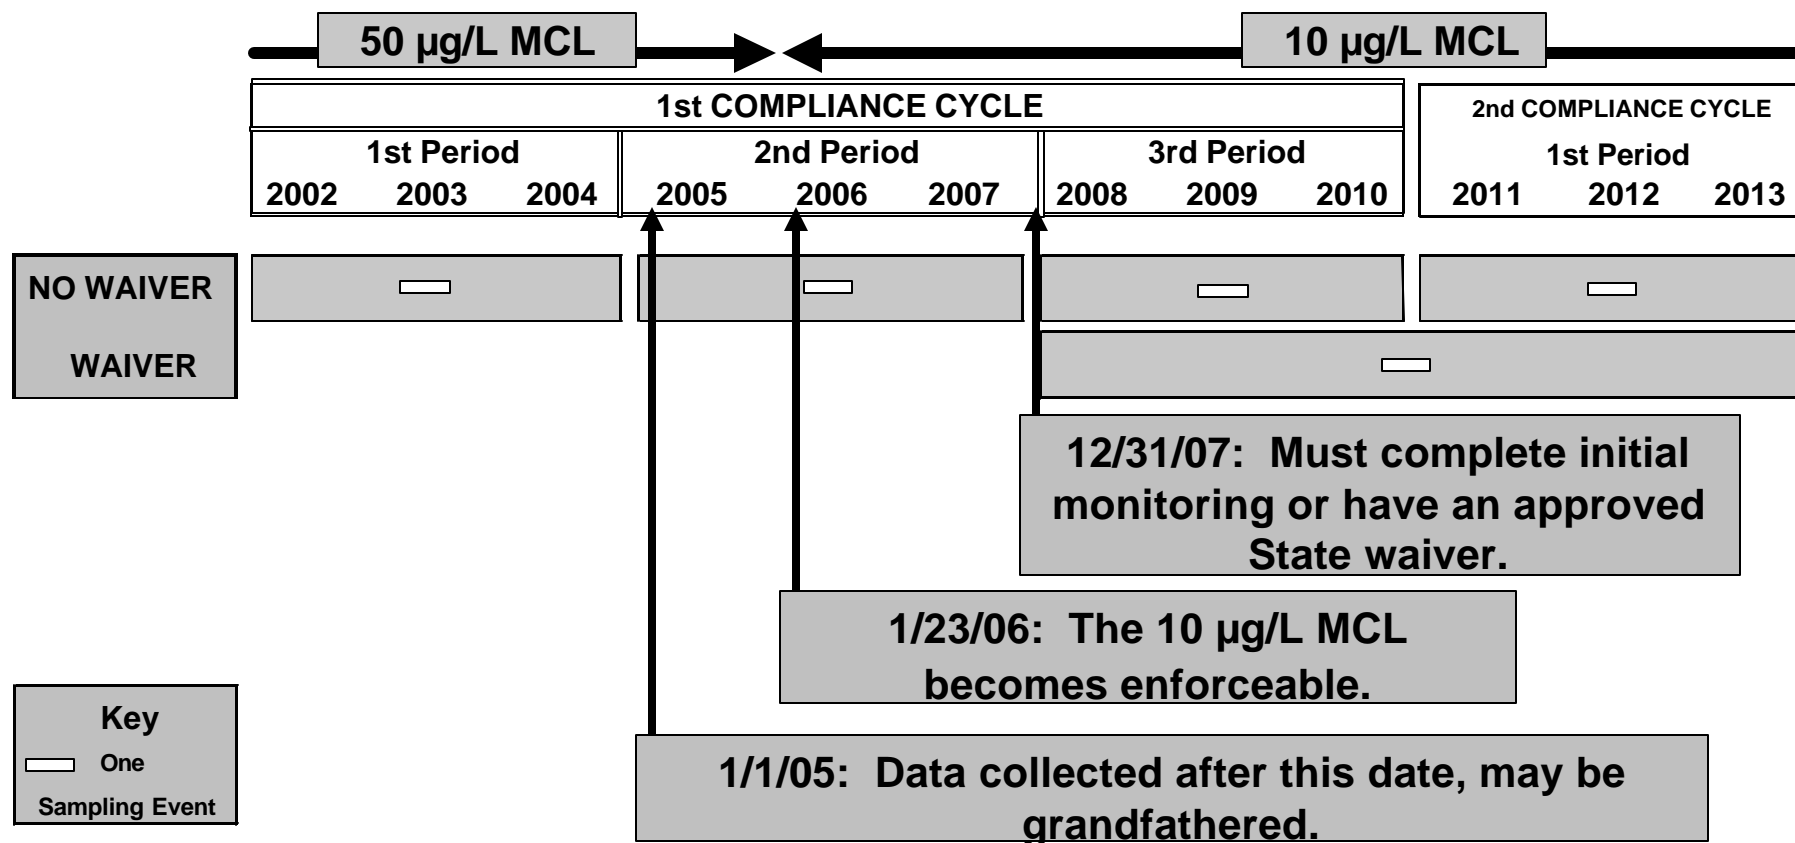 50 µg/L MCL
10 µg/L MCL
1st COMPLIANCE CYCLE
2nd COMPLIANCE CYCLE
1st Period
2nd Period
3rd Period
1st Period
2002 2003 2004 2005 2006 2007 2008 2009 2010 2011 2012 2013
NO WAIVER
WAIVER
12/31/07: Must complete initial
monitoring or have an approved
State waiver.
1/23/06: The 10 µg/L MCL
becomes enforceable.
Key
One
Sampling Event
1/1/05: Data collected after this date, may be
grandfathered.